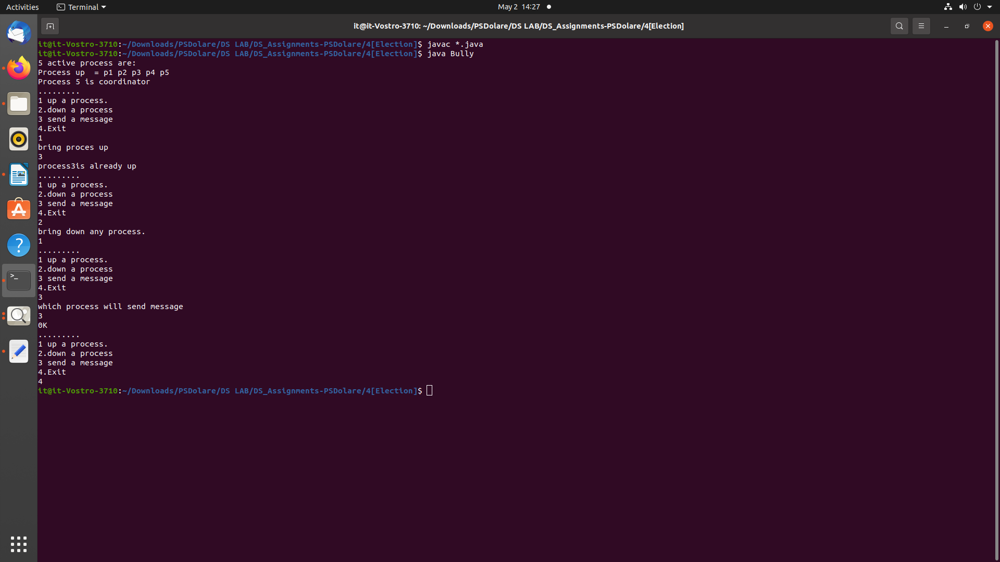 Activities
Terminal
May 2 14:27
it@it-Vostro-3710: ~/Downloads/PSDolare/DS LAB/DS_Assignments-PSDolare/4[Election]
it@it-Vostro-3710:~/Downloads/PSDolare/DS LAB/DS_Assignments-PSDolare/4[Election]$ javac *.java
it@it-Vostro-3710:~/Downloads/PSDolare/DS LAB/DS_Assignments-PSDolare/4[Election]$ java Bully
5 active process are:
Process up  = p1 p2 p3 p4 p5
Process 5 is coordinator
.........
1 up a process.
2.down a process
3 send a message
4.Exit
1
bring proces up
3
process3is already up
.........
1 up a process.
2.down a process
3 send a message
4.Exit
2
bring down any process.
1
.........
1 up a process.
2.down a process
3 send a message
4.Exit
3
which process will send message
3
0K
.........
1 up a process.
2.down a process
3 send a message
4.Exit
4
it@it-Vostro-3710:~/Downloads/PSDolare/DS LAB/DS_Assignments-PSDolare/4[Election]$